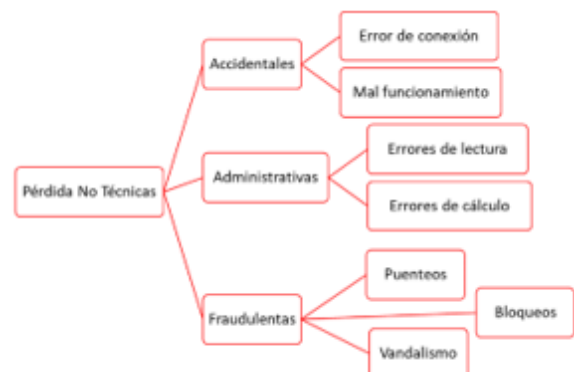 Pérdida No Técnicas
Accidentales
Error de conexión
Mal funcionamiento
Administrativas
Errores de lectura
Errores de cálculo
Fraudulentas
Puenteos
Bloqueos
Vandalismo